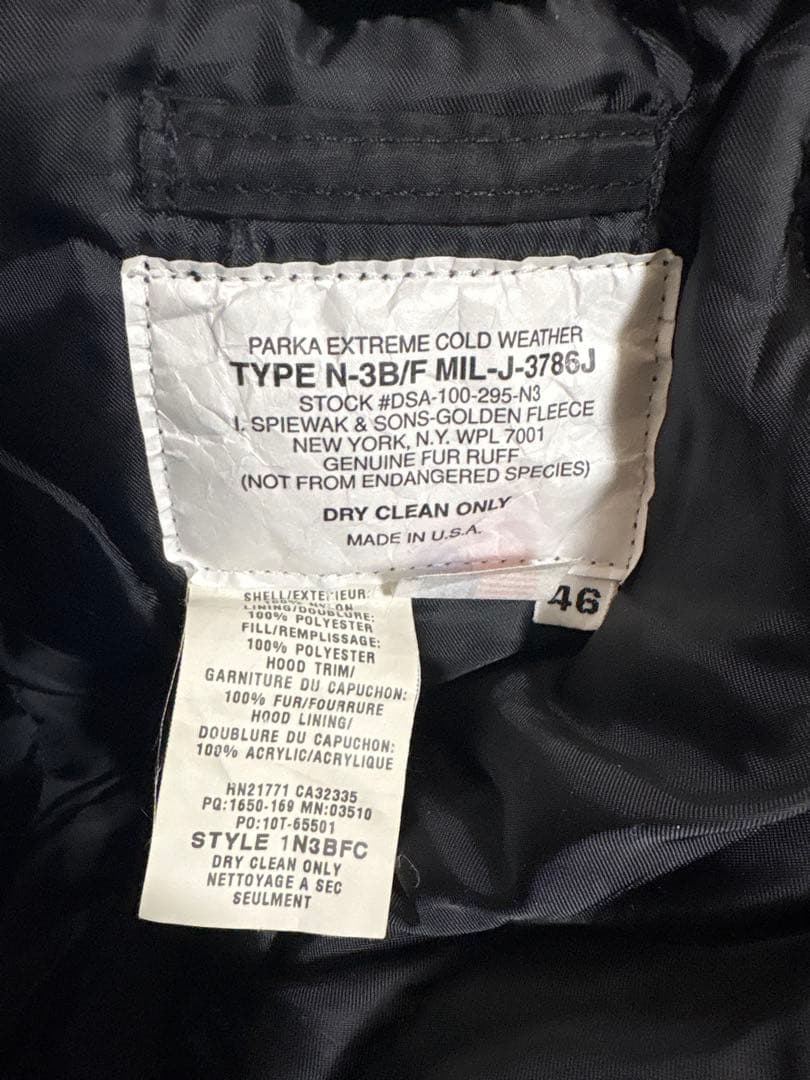 PARKA EXTREME COLD WEATHER
TYPE N-3B/F MIL-J-3786J
STOCK #DSA-100-295-N3
I. SPIEWAK & SONS-GOLDEN FLEECE
NEW YORK, N.Y. WPL 7001
GENUINE FUR RUFF
(NOT FROM ENDANGERED SPECIES)
DRY CLEAN ONLY
MADE IN U.S.A.
46
SHELL/EXTERIEUR:
100% NYLON
LINING/DOUBLURE:
100% POLYESTER
FILL/REMPLISSAGE:
100% POLYESTER
HOOD TRIM/
GARNITURE DU CAPUCHON:
100% FUR/FOURRURE
HOOD LINING/
DOUBLURE DU CAPUCHON:
100% ACRYLIC/ACRYLIQUE
RN21771 CA32335
PQ:1650-169 MN:03510
PO:10T-65501
STYLE 1N3BFC
DRY CLEAN ONLY
NETTOYAGE A SEC
SEULMENT